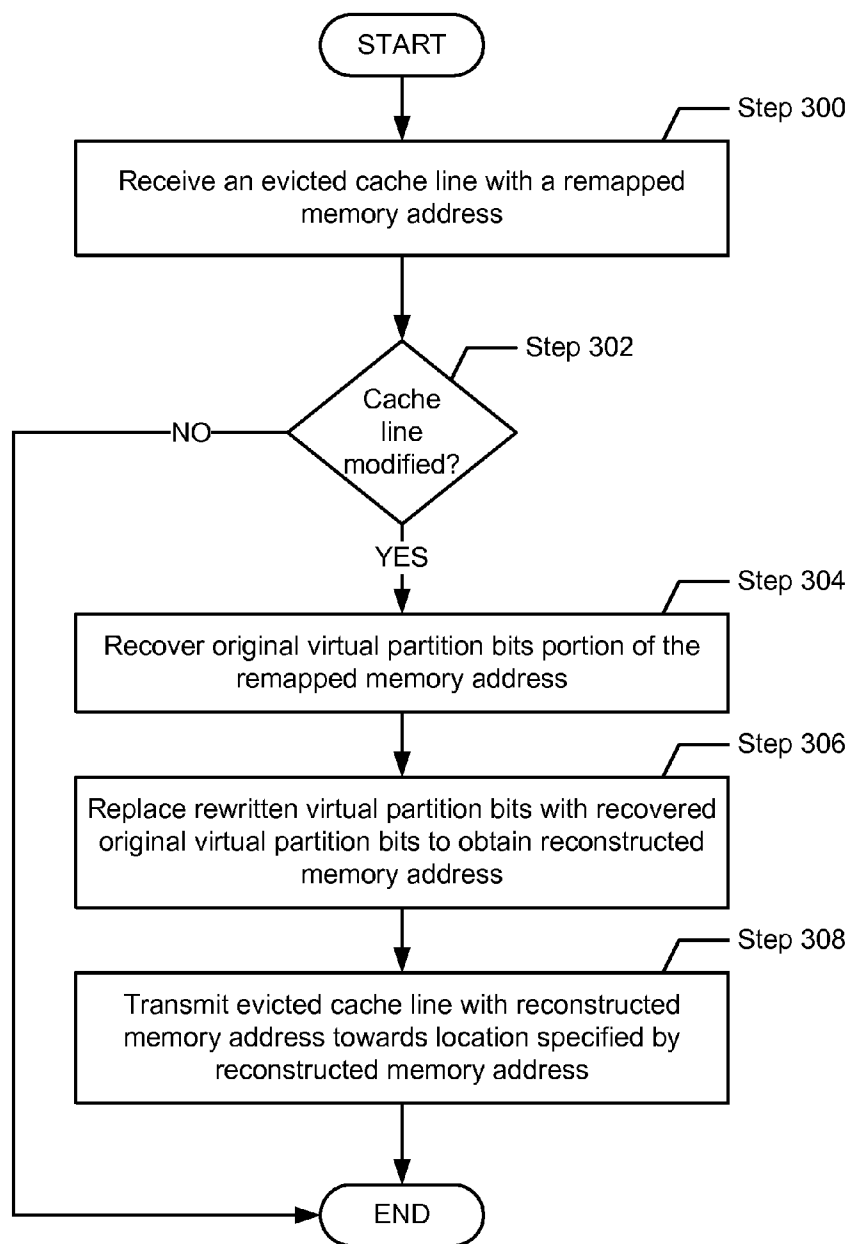 START
Step 300
Receive an evicted cache line with a remapped
memory address
Step 302
Cache
line
modified?
NO
YES
Step 304
Recover original virtual partition bits portion of the
remapped memory address
Step 306
Replace rewritten virtual partition bits with recovered
original virtual partition bits to obtain reconstructed
memory address
Step 308
Transmit evicted cache line with reconstructed
memory address towards location specified by
reconstructed memory address
END